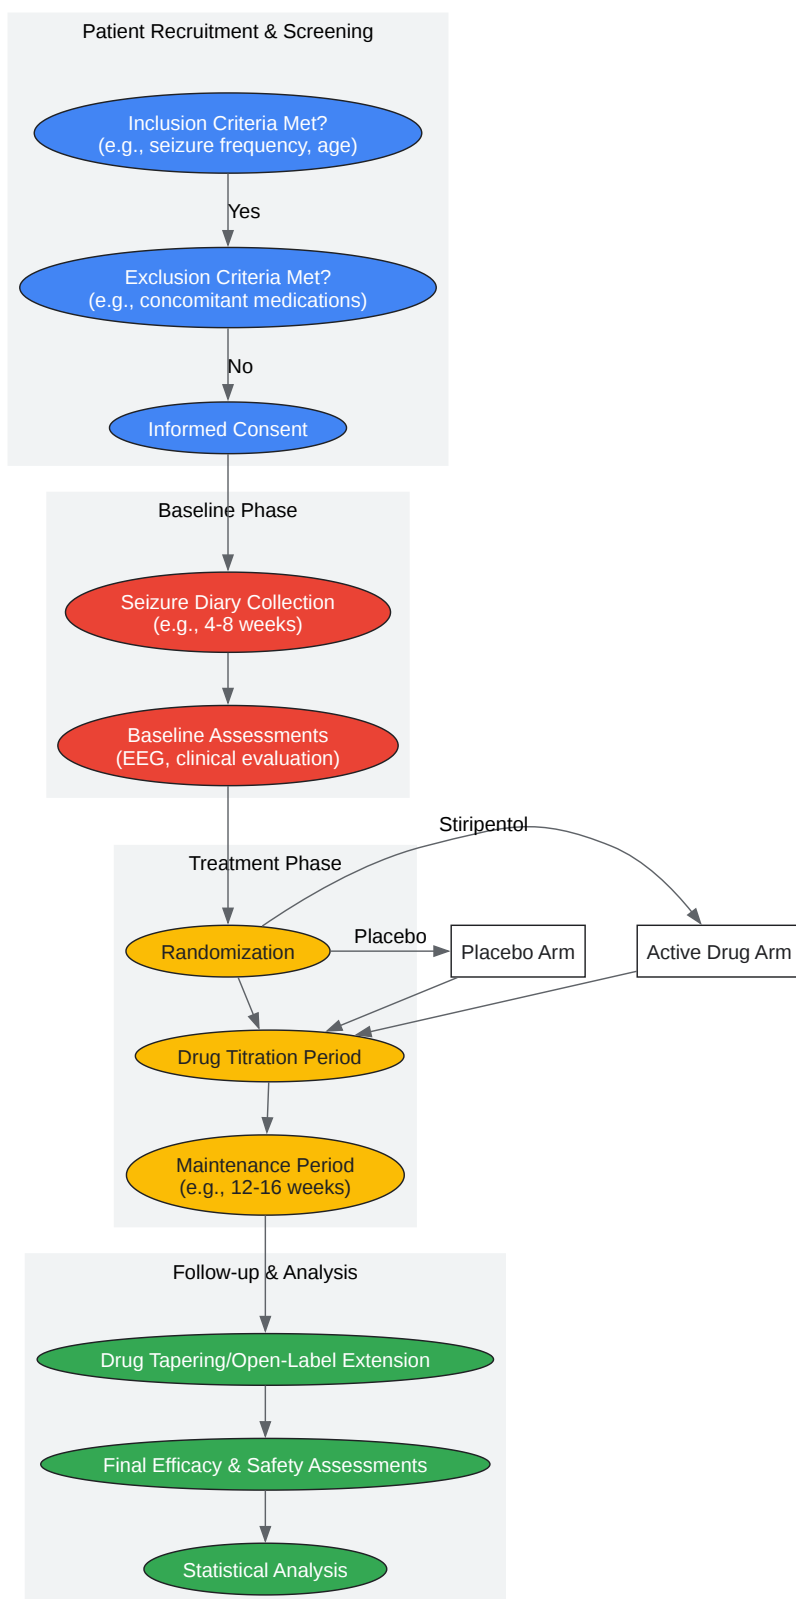 Patient Recruitment & Screening
Inclusion Criteria Met?
(e.g., seizure frequency, age)
Yes
Exclusion Criteria Met?
(e.g., concomitant medications)
No
Informed Consent
Baseline Phase
Seizure Diary Collection
(e.g., 4-8 weeks)
Baseline Assessments
(EEG, clinical evaluation)
Stiripentol
Treatment Phase
Placebo
Randomization
Placebo Arm
Active Drug Arm
Drug Titration Period
Maintenance Period
(e.g., 12-16 weeks)
Follow-up & Analysis
Drug Tapering/Open-Label Extension
Final Efficacy & Safety Assessments
Statistical Analysis